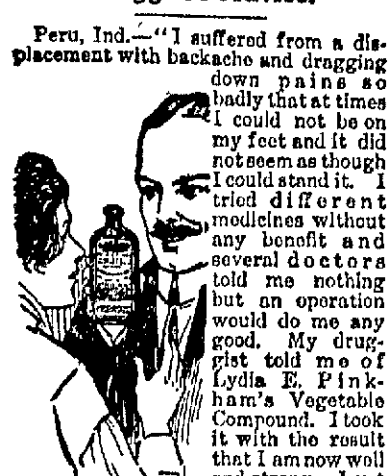 Peru, Ind.—"I suffered from a dis-
placement with backache and dragging
down pains so
badly that at times
I could not be on
my feet and it did
not seem as though
I could stand it. I
tried different
medicines without
any benefit and
several doctors
told me nothing
but an operation
would do me any
good. My drug-
gist told me of
Lydia E. Pink-
ham's Vegetable
Compound. I took
it with the result
that I am now well